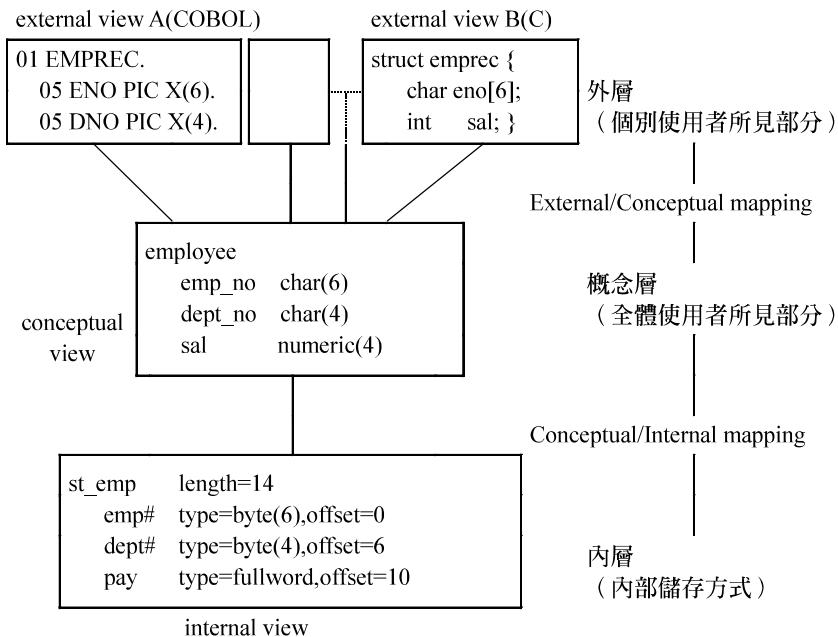 external view A(COBOL)
external view B(C)
01 EMPREC.
05 ENO PIC X(6).
05 DNO PIC X(4).
struct emprec {
char eno[6];
int sal; }
外層
（個別使用者所見部分）
External/Conceptual mapping
employee
emp_no char(6)
dept_no char(4)
sal numeric(4)
conceptual
view
概念層
（全體使用者所見部分）
Conceptual/Internal mapping
st_emp length=14
emp# type=byte(6),offset=0
dept# type=byte(4),offset=6
pay type=fullword,offset=10
內層
（內部儲存方式）
internal view